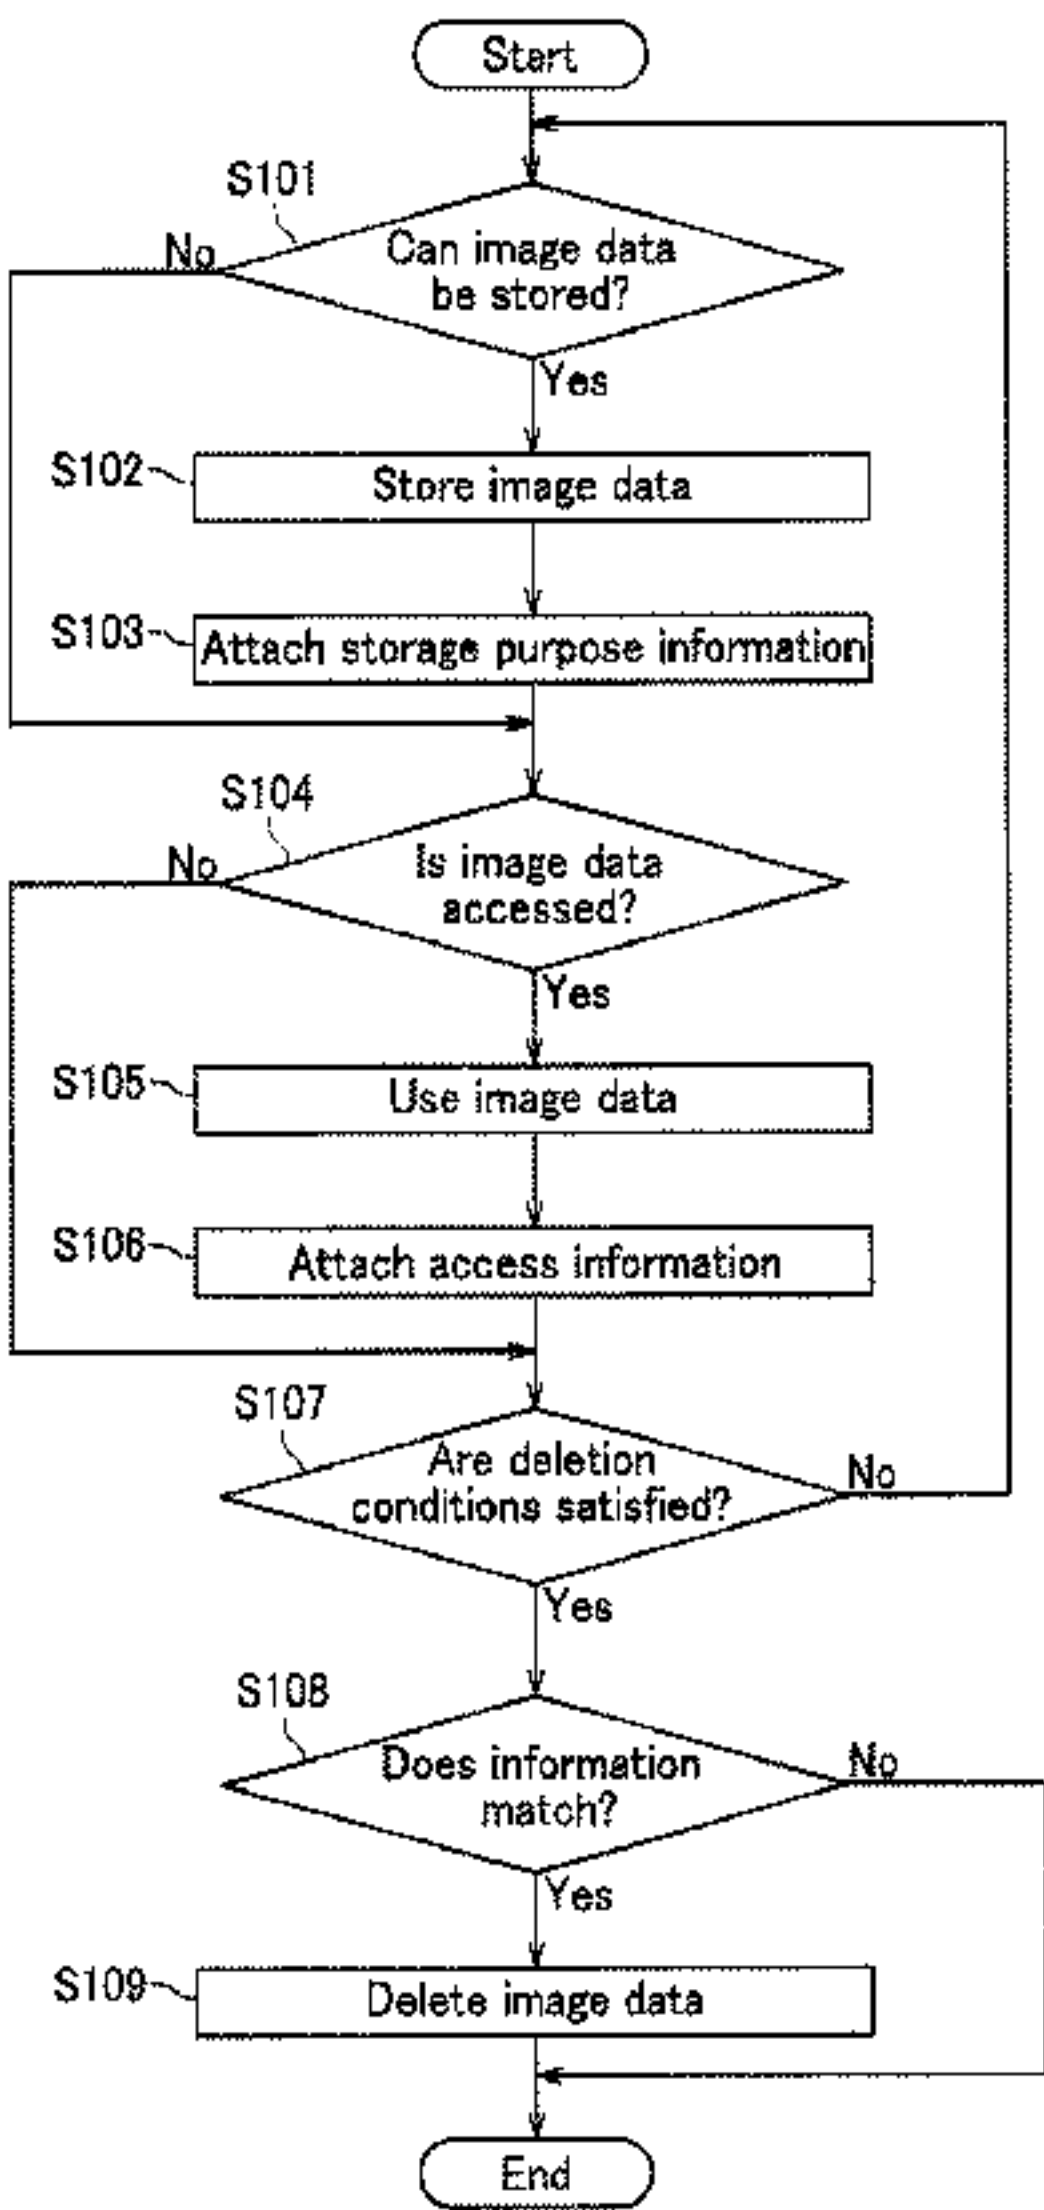 Start
S101
No
Can image data
be stored?
Yes
S102
Store image data
S103
Attach storage purpose information
S104
No
Is image data
accessed?
Yes
S105
Use image data
S106
Attach access information
S107
Are deletion
conditions satisfied?
No
Yes
S108
Does information
match?
No
Yes
S109
Delete image data
End